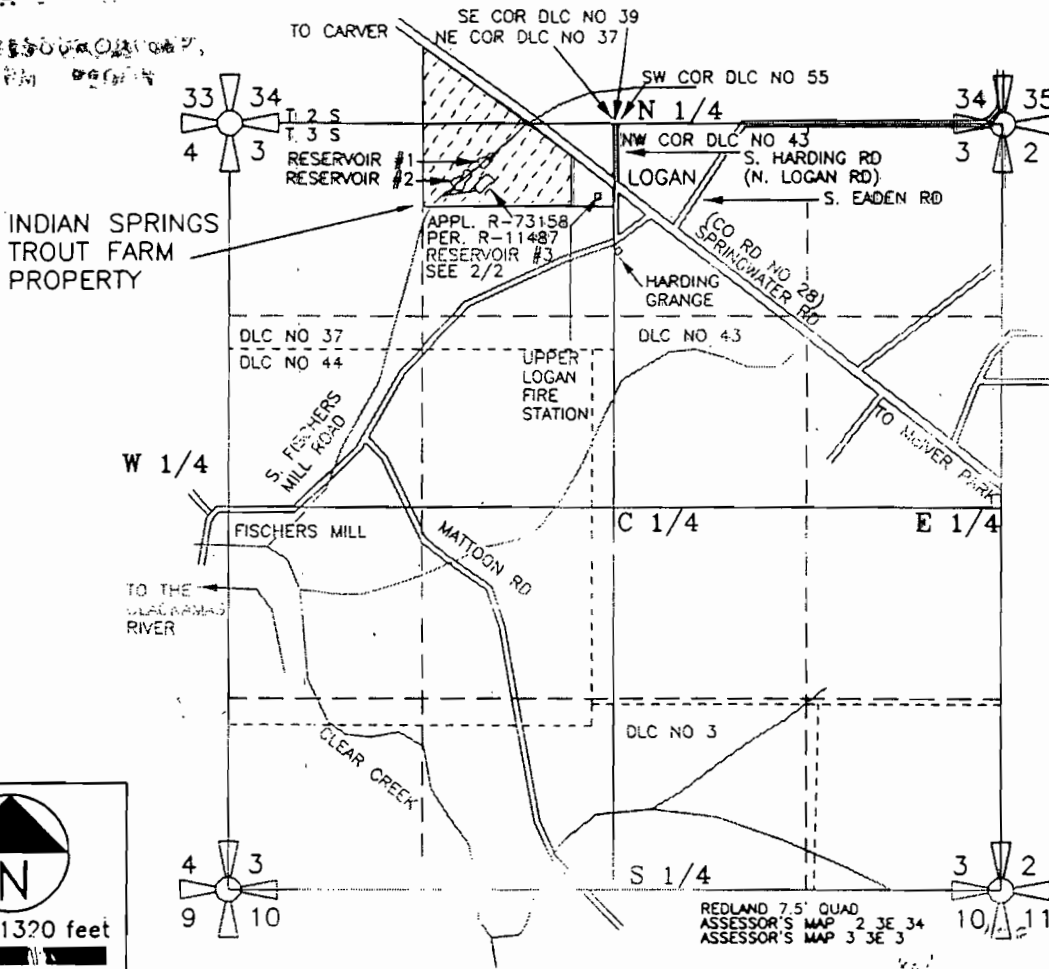 SE COR DLC NO 39
NE COR DLC NO 37
TO CARVER
SW COR DLC NO 55
33
34
T. 2 S
T. 3 S
4
3
N 1/4
34
35
3
2
NW COR DLC NO 43
S. HARDING RD
(N. LOGAN RD)
RESERVOIR #1
RESERVOIR #2
LOGAN
S. EADEN RD
INDIAN SPRINGS
TROUT FARM
PROPERTY
APPL. R-73158
PER. R-11487
RESERVOIR #3
SEE 2/2
(CO RD NO 28)
SPRINGWATER RD
HARDING
GRANGE
DLC NO 37
DLC NO 44
DLC NO 43
UPPER
LOGAN
FIRE
STATION
S. FISCHERS
MILL ROAD
TO McIVER PARK
W 1/4
FISCHERS MILL
C 1/4
E 1/4
MATTOON RD
TO THE
CLACKAMAS
RIVER
DLC NO 3
CLEAR CREEK
4
3
9
10
S 1/4
3
2
10
11
N
1320 feet
REDLAND 7.5' QUAD
ASSESSOR'S MAP 2 3E 34
ASSESSOR'S MAP 3 3E 3